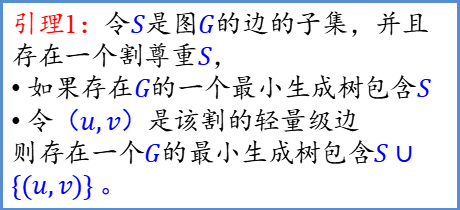 引理1：令S是图G的边的子集，并且
存在一个割尊重S，
• 如果存在G的一个最小生成树包含S
• 令（u, v）是该割的轻量级边
则存在一个G的最小生成树包含S ∪
{(u, v)} 。